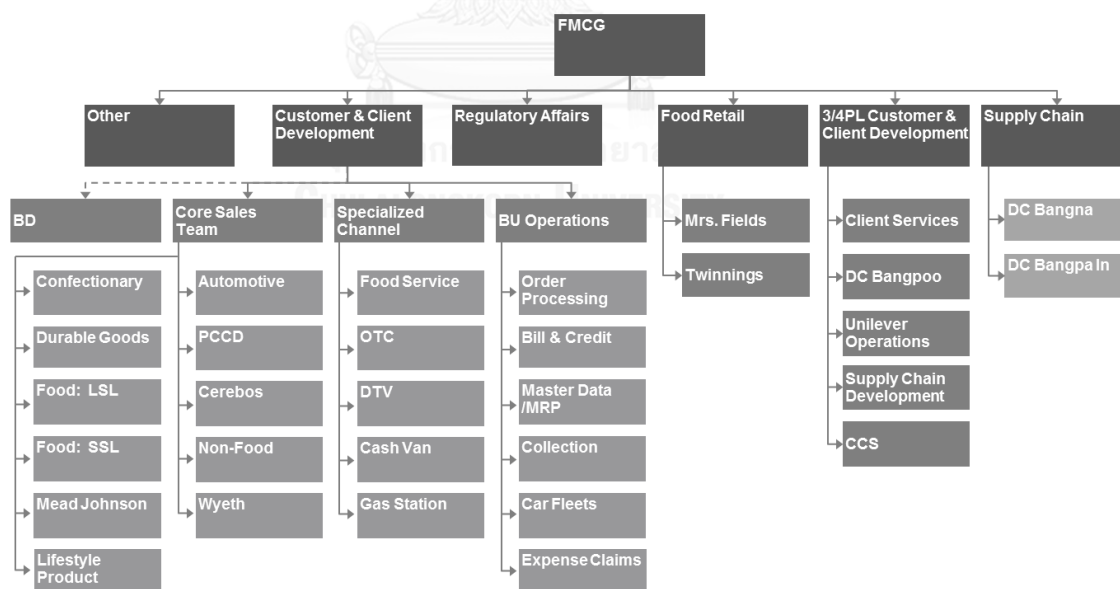 FMCG
Other
Customer & Client
Development
Regulatory Affairs
Food Retail
3/4PL Customer &
Client Development
Supply Chain
BD
Core Sales
Team
Specialized
Channel
BU Operations
Confectionary
Durable Goods
Food: LSL
Food: SSL
Mead Johnson
Lifestyle
Product
Automotive
PCCD
Cerebos
Non-Food
Wyeth
Food Service
OTC
DTV
Cash Van
Gas Station
Order
Processing
Bill & Credit
Master Data
/MRP
Collection
Car Fleets
Expense Claims
Mrs. Fields
Twinnings
Client Services
DC Bangpoo
Unilever
Operations
Supply Chain
Development
CCS
DC Bangna
DC Bangpa In